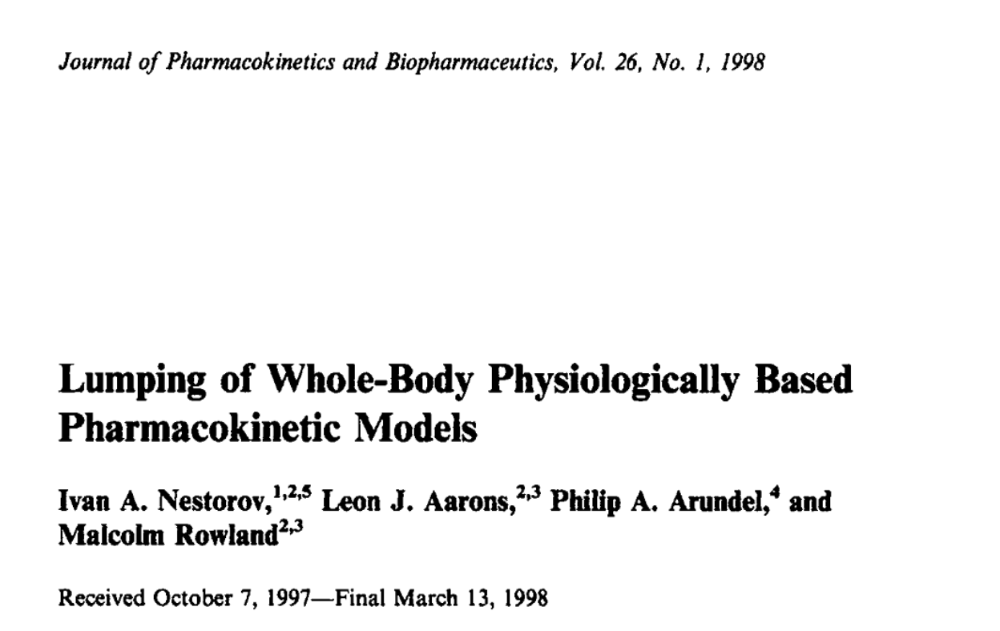 Journal of Pharmacokinetics and Biopharmaceutics, Vol. 26, No. 1, 1998
Lumping of Whole-Body Physiologically Based
Pharmacokinetic Models
Ivan A. Nestorov,1,2,5 Leon J. Aarons,2,3 Philip A. Arundel,4 and
Malcolm Rowland2,3
Received October 7, 1997—Final March 13, 1998